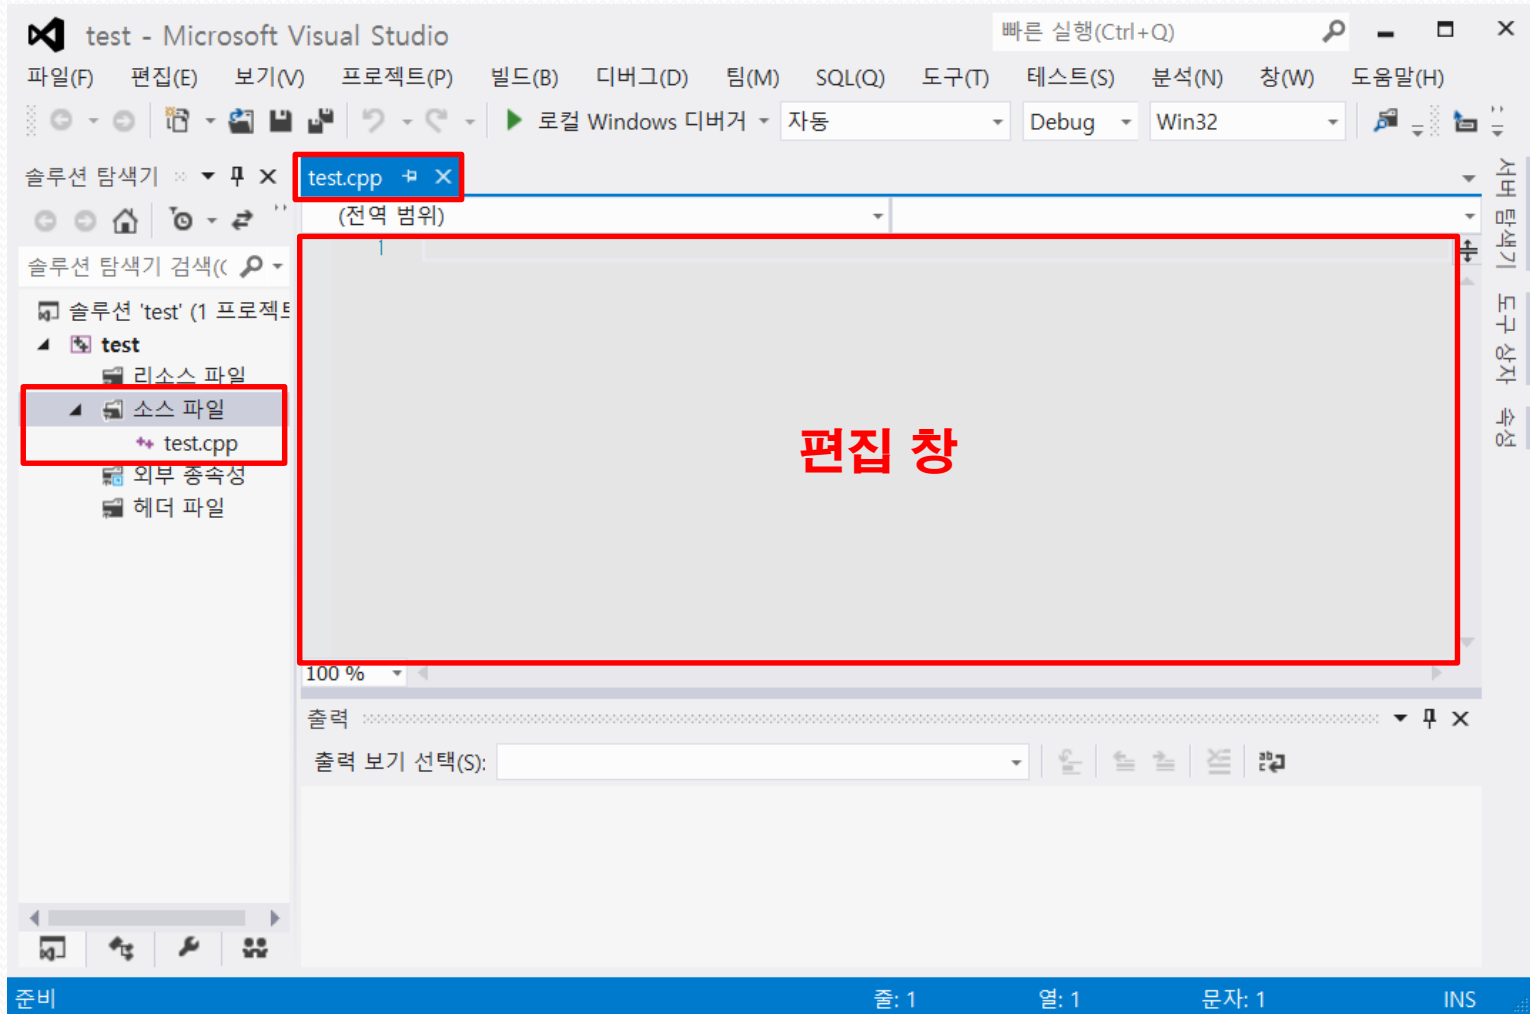 test - Microsoft Visual Studio
빠른 실행(Ctrl+Q)
파일(F) 편집(E) 보기(V) 프로젝트(P) 빌드(B) 디버그(D) 팀(M) SQL(Q) 도구(T) 테스트(S) 분석(N) 창(W) 도움말(H)
로컬 Windows 디버거 자동 Debug Win32
솔루션 탐색기
test.cpp
(전역 범위)
솔루션 탐색기 검색(
1
솔루션 'test' (1 프로젝트
test
리소스 파일
소스 파일
test.cpp
외부 종속성
헤더 파일
편집 창
서버 탐색기
도구 상자
속성
100 %
출력
출력 보기 선택(S):
준비 줄: 1 열: 1 문자: 1 INS